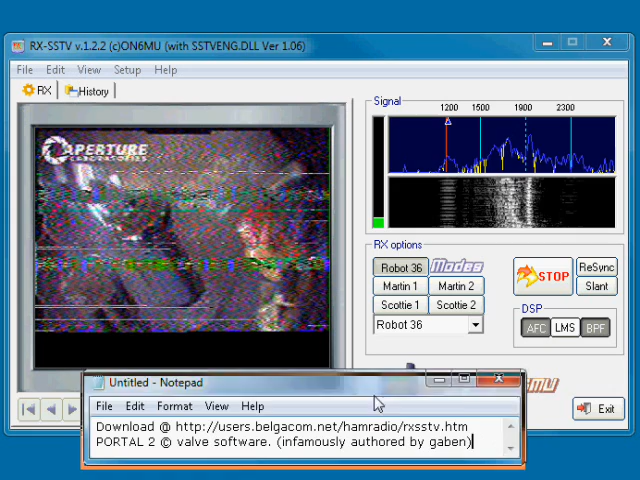 RX-SSTV v.1.2.2 (c)ON6MU (with SSTVENG.DLL Ver 1.06)
File Edit View Setup Help
RX History
Signal
1200 1500 1900 2300
APERTURE
LABORATORIES
RX options
Robot 36 Modes
Martin 1 Martin 2
Scottie 1 Scottie 2
Robot 36
STOP
ReSync
Slant
DSP
AFC LMS BPF
MU
Exit
Untitled - Notepad
File Edit Format View Help
Download @ http://users.belgacom.net/hamradio/rxsstv.htm
PORTAL 2 © valve software. (infamously authored by gaben)